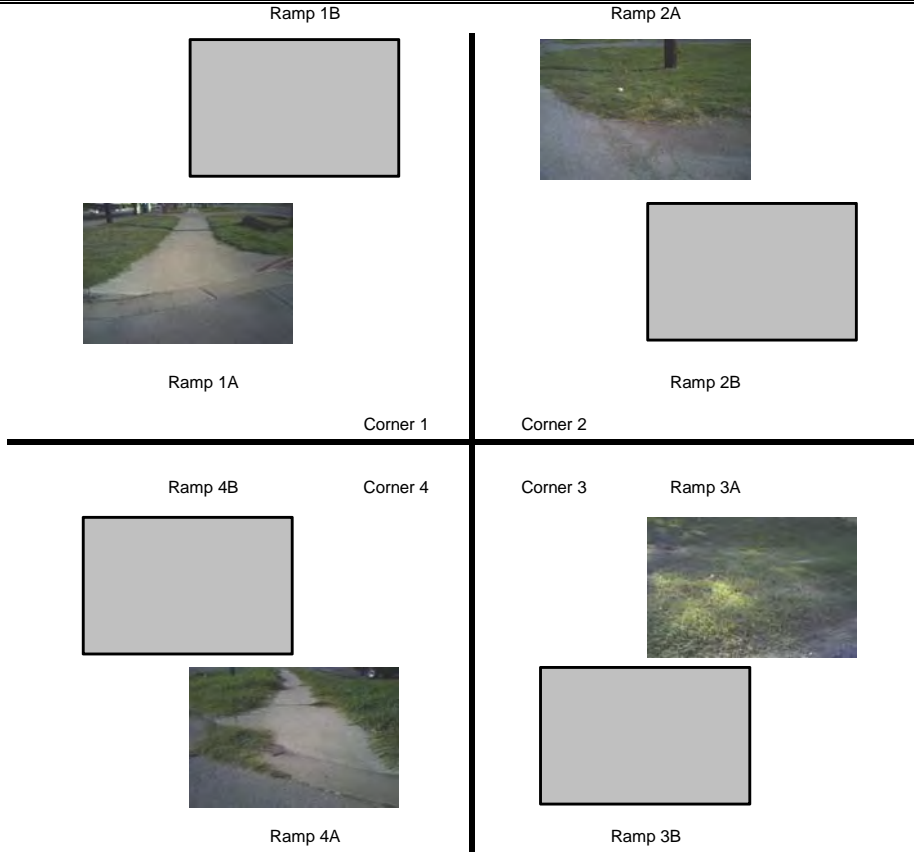 Ramp 1B
Ramp 2A
Ramp 1A
Ramp 2B
Corner 1
Corner 2
Ramp 4B
Corner 4
Corner 3
Ramp 3A
Ramp 4A
Ramp 3B